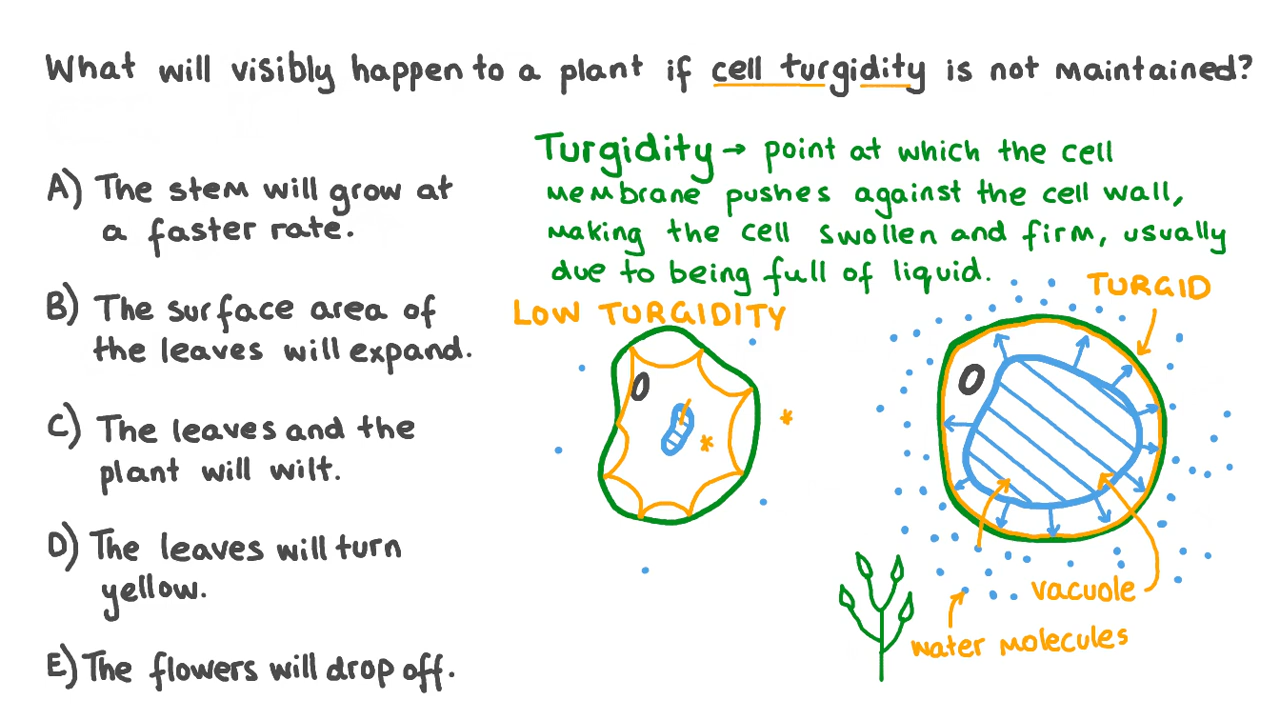 What will visibly happen to a plant if cell turgidity is not maintained?
A) The stem will grow at
a faster rate.
B) The surface area of
the leaves will expand.
C) The leaves and the
plant will wilt.
D) The leaves will turn
yellow.
E) The flowers will drop off.
Turgidity → point at which the cell
membrane pushes against the cell wall,
making the cell swollen and firm, usually
due to being full of liquid.
LOW TURGIDITY
*
*
TURGID
vacuole
water molecules